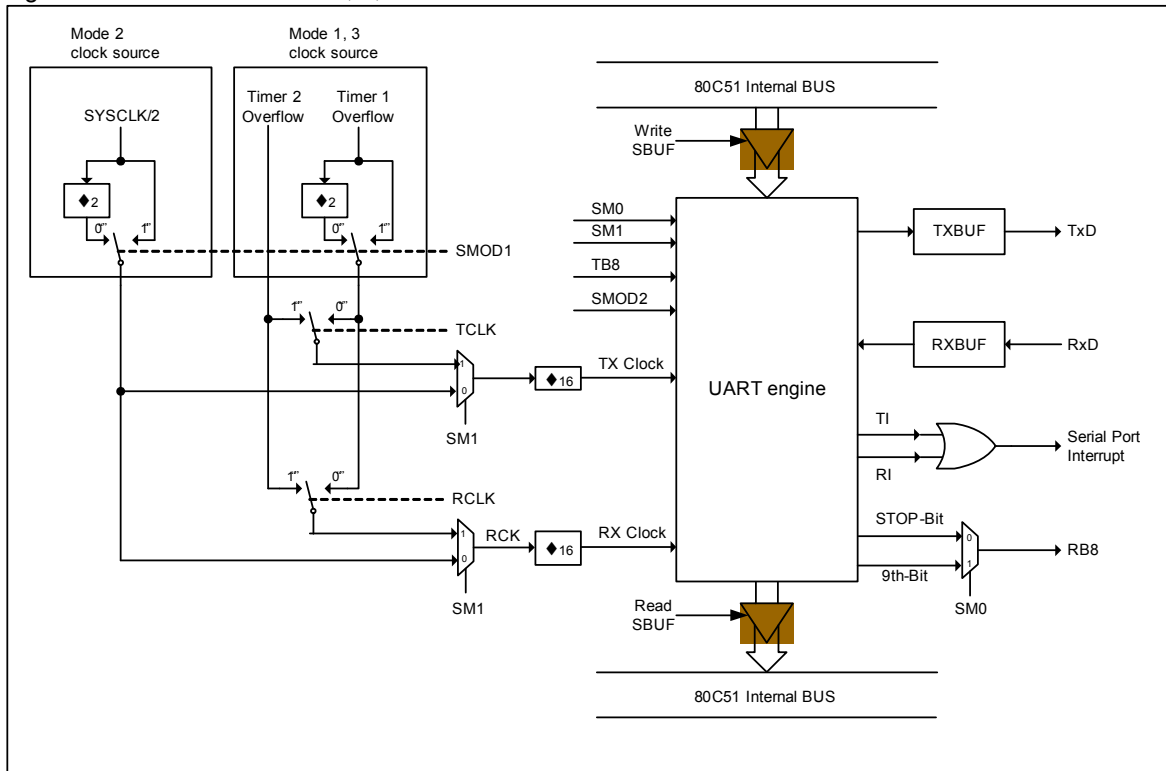 Mode 2
clock source
Mode 1, 3
clock source
SYSCLK/2
Timer 2
Overflow
Timer 1
Overflow
♦2
♦2
0"
1"
0"
1"
SMOD1
1"
0"
TCLK
1
0
SM1
♦16
TX Clock
1"
0"
RCLK
1
0
SM1
RCK
♦16
RX Clock
80C51 Internal BUS
Write
SBUF
SM0
SM1
TB8
SMOD2
UART engine
TXBUF
TxD
RXBUF
RxD
TI
RI
Serial Port
Interrupt
STOP-Bit
9th-Bit
0
1
SM0
RB8
Read
SBUF
80C51 Internal BUS